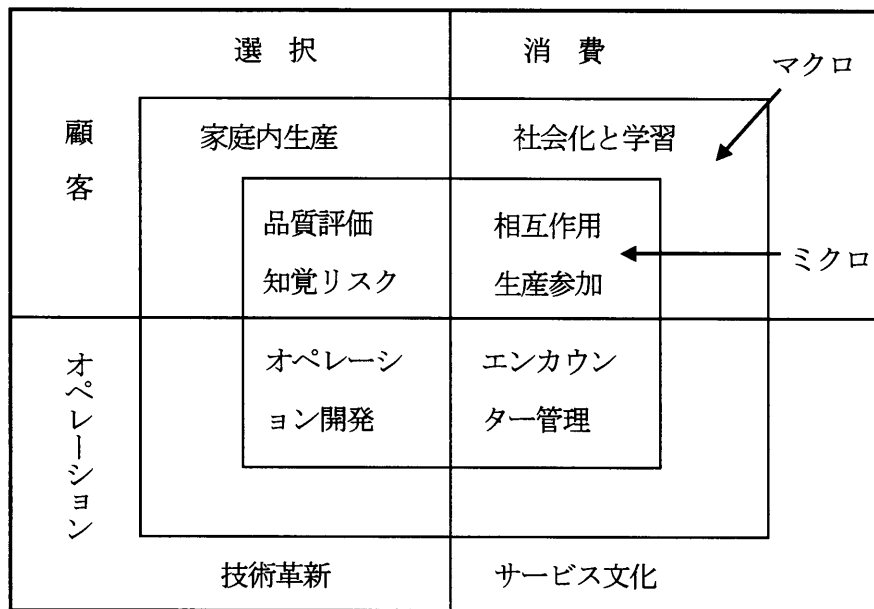 選択
消費
マクロ
顧客
家庭内生産
社会化と学習
品質評価
知覚リスク
相互作用
生産参加
ミクロ
オペレーション
オペレーシ
ョン開発
エンカウン
ター管理
技術革新
サービス文化